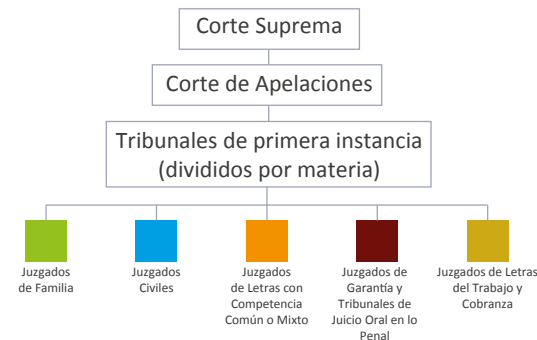 Corte Suprema
Corte de Apelaciones
Tribunales de primera instancia
(divididos por materia)
Juzgados
de Familia
Juzgados
Civiles
Juzgados
de Letras con
Competencia
Común o Mixto
Juzgados de
Garantía y
Tribunales de
Juicio Oral en lo
Penal
Juzgados de Letras
del Trabajo y
Cobranza